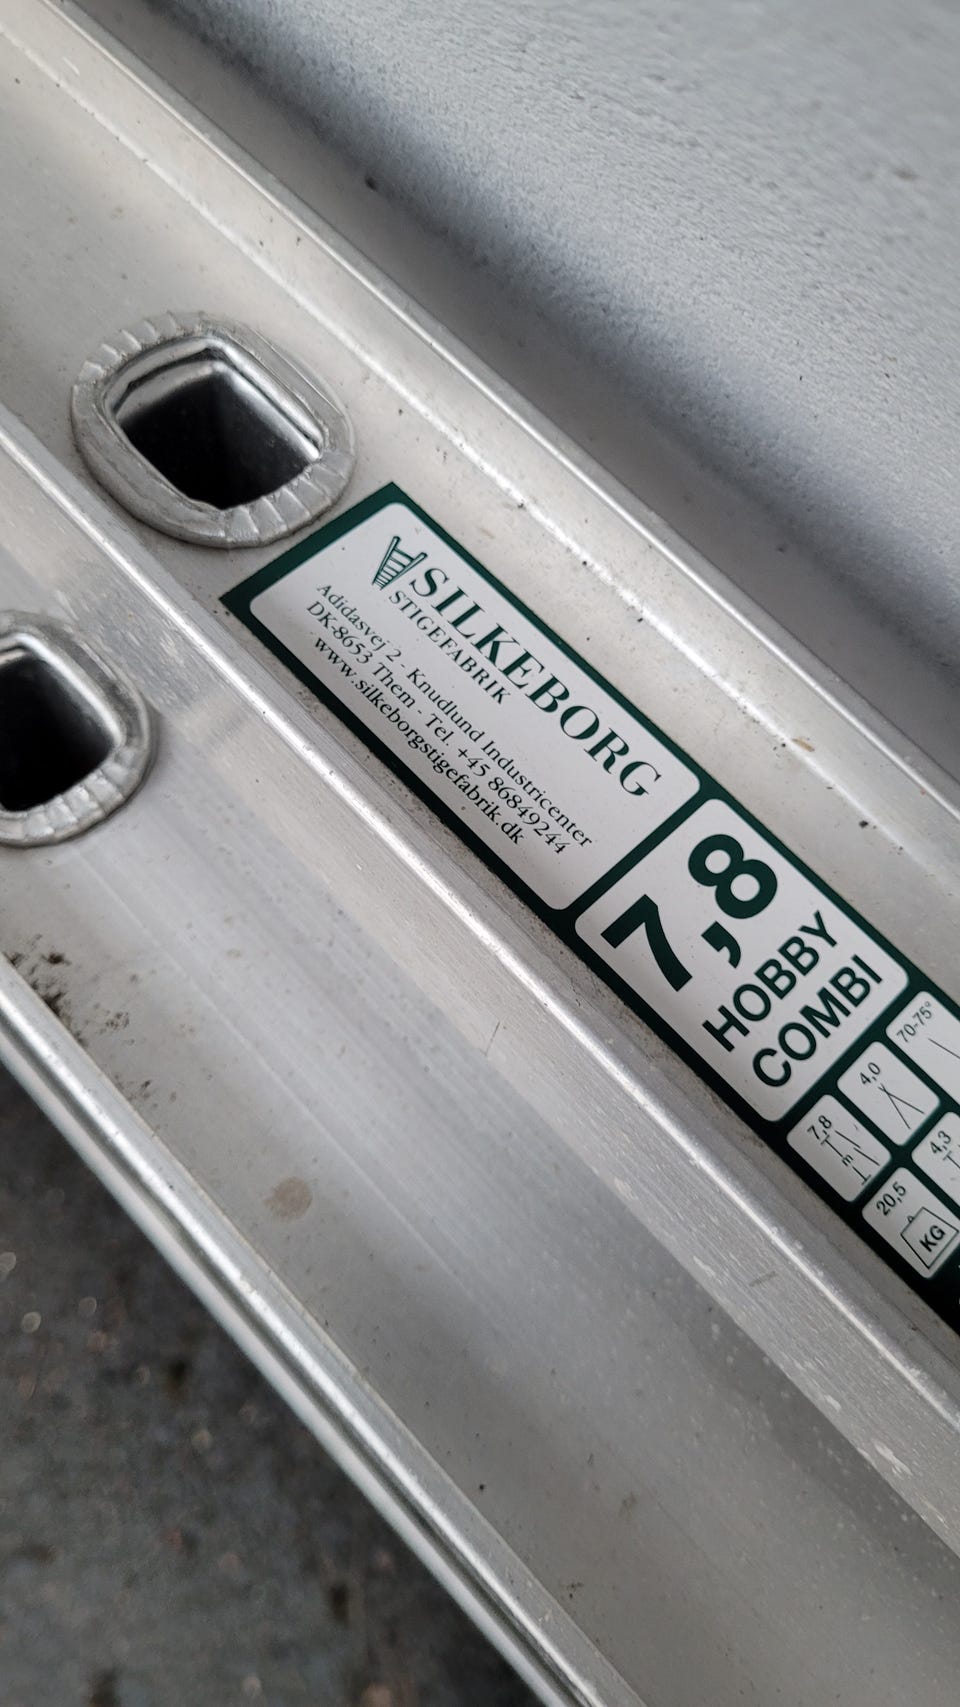 SILKEBORG
STIGEFABRIK
Adidasvej 2 - Knudlund Industricenter
DK-8653 Them - Tel. +45 86849244
www.silkeborgstigefabrik.dk
7,8
HOBBY
COMBI
70-75°
4,0
7,8
m
4,3
20,5
KG